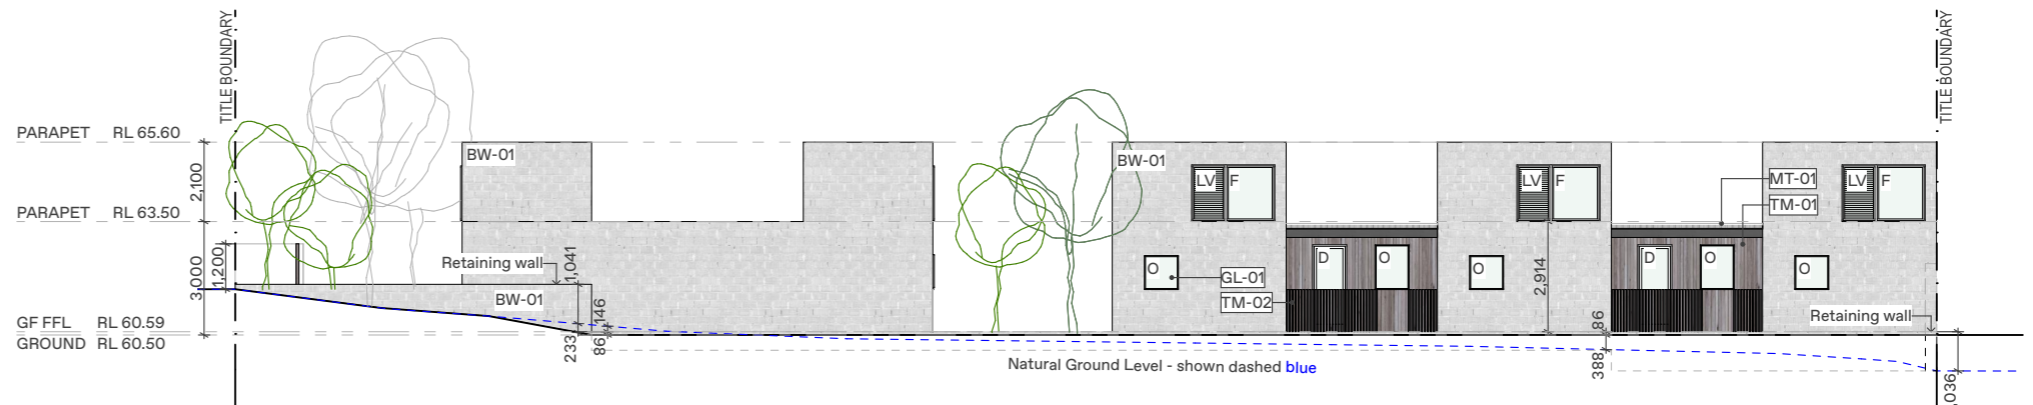 TITLE BOUNDARY
TITLE BOUNDARY
PARAPET RL 65.60
BW-01
BW-01
LV F
LV F
LV F
MT-01
2,100
TM-01
PARAPET RL 63.50
1,200
3,000
Retaining wall
1,041
D
O
D
O
O
O
O
GL-01
2,914
BW-01
TM-02
146
Retaining wall
GF FFL RL 60.59
86
GROUND RL 60.50
233
86
388
Natural Ground Level - shown dashed blue